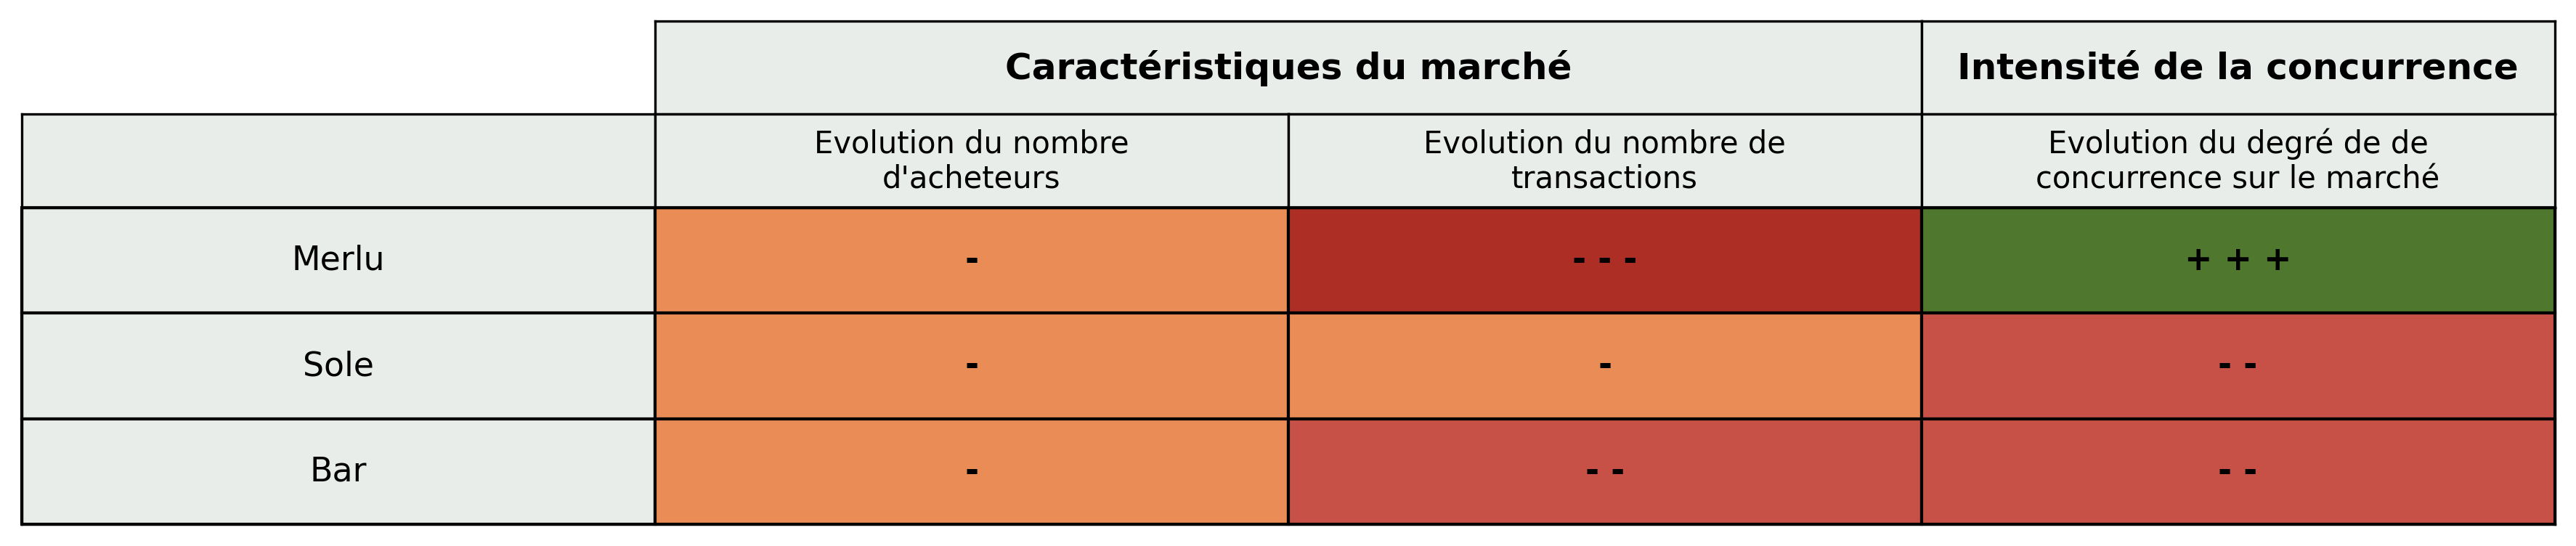 Caractéristiques du marché
Intensité de la concurrence
Evolution du nombre
d'acheteurs
Evolution du nombre de
transactions
Evolution du degré de de
concurrence sur le marché
Merlu
-
- - -
+ + +
Sole
-
-
- -
Bar
-
- -
- -